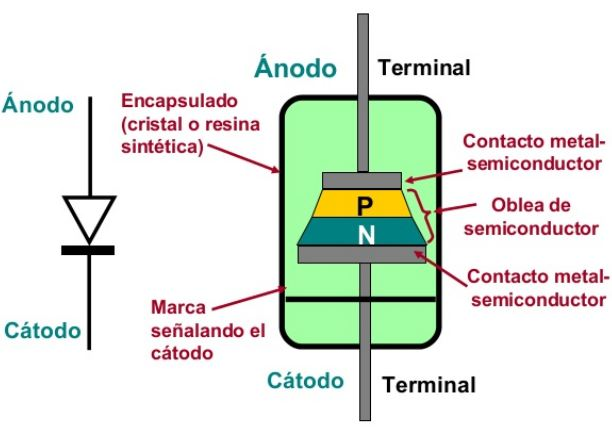 Ánodo
Cátodo
Ánodo
Terminal
Encapsulado
(cristal o resina
sintética)
Contacto metal-
semiconductor
P
N
Oblea de
semiconductor
Contacto metal-
semiconductor
Marca
señalando el
cátodo
Cátodo
Terminal